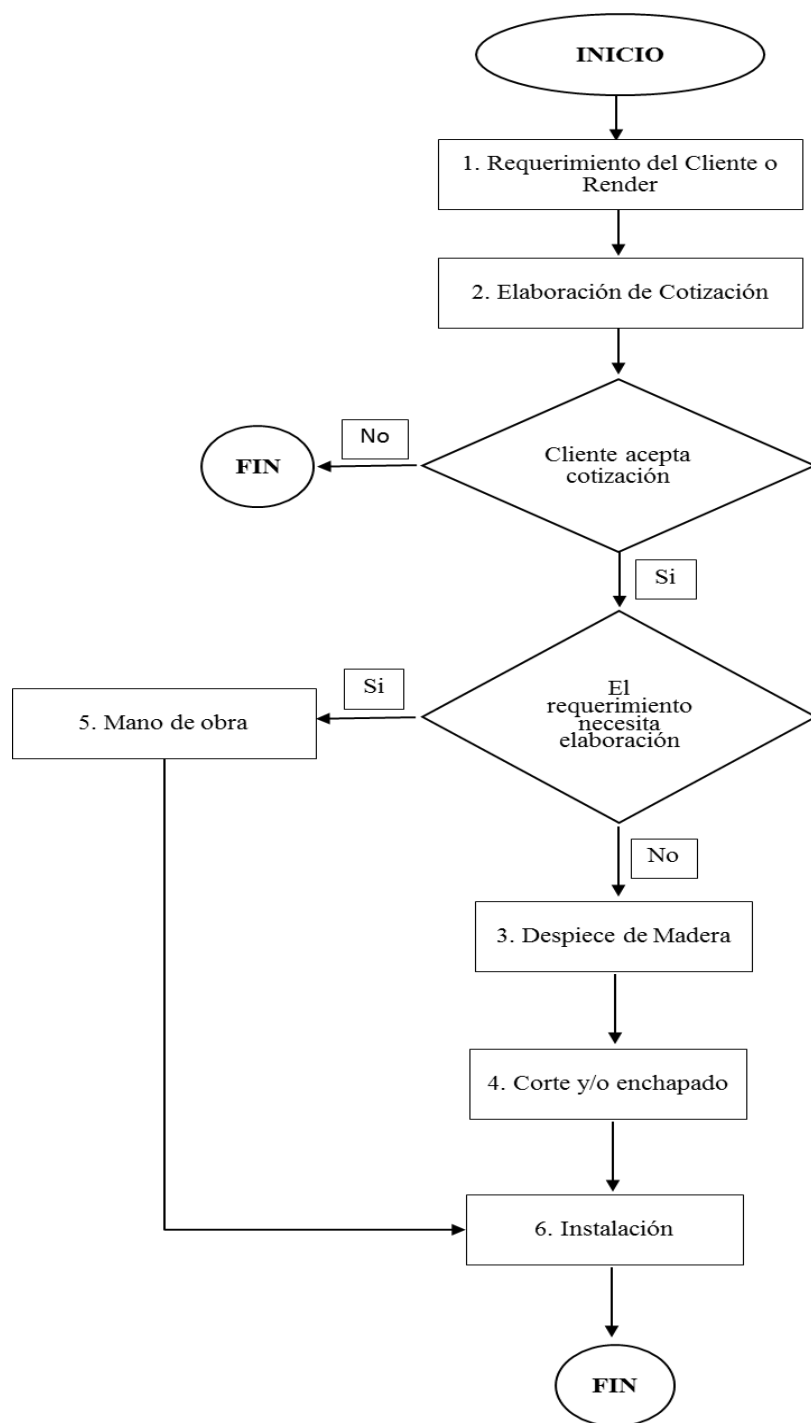 INICIO
1. Requerimiento del Cliente o
Render
2. Elaboración de Cotización
No
FIN
Cliente acepta
cotización
Si
El
requerimiento
necesita
elaboración
Si
5. Mano de obra
No
3. Despiece de Madera
4. Corte y/o enchapado
6. Instalación
FIN